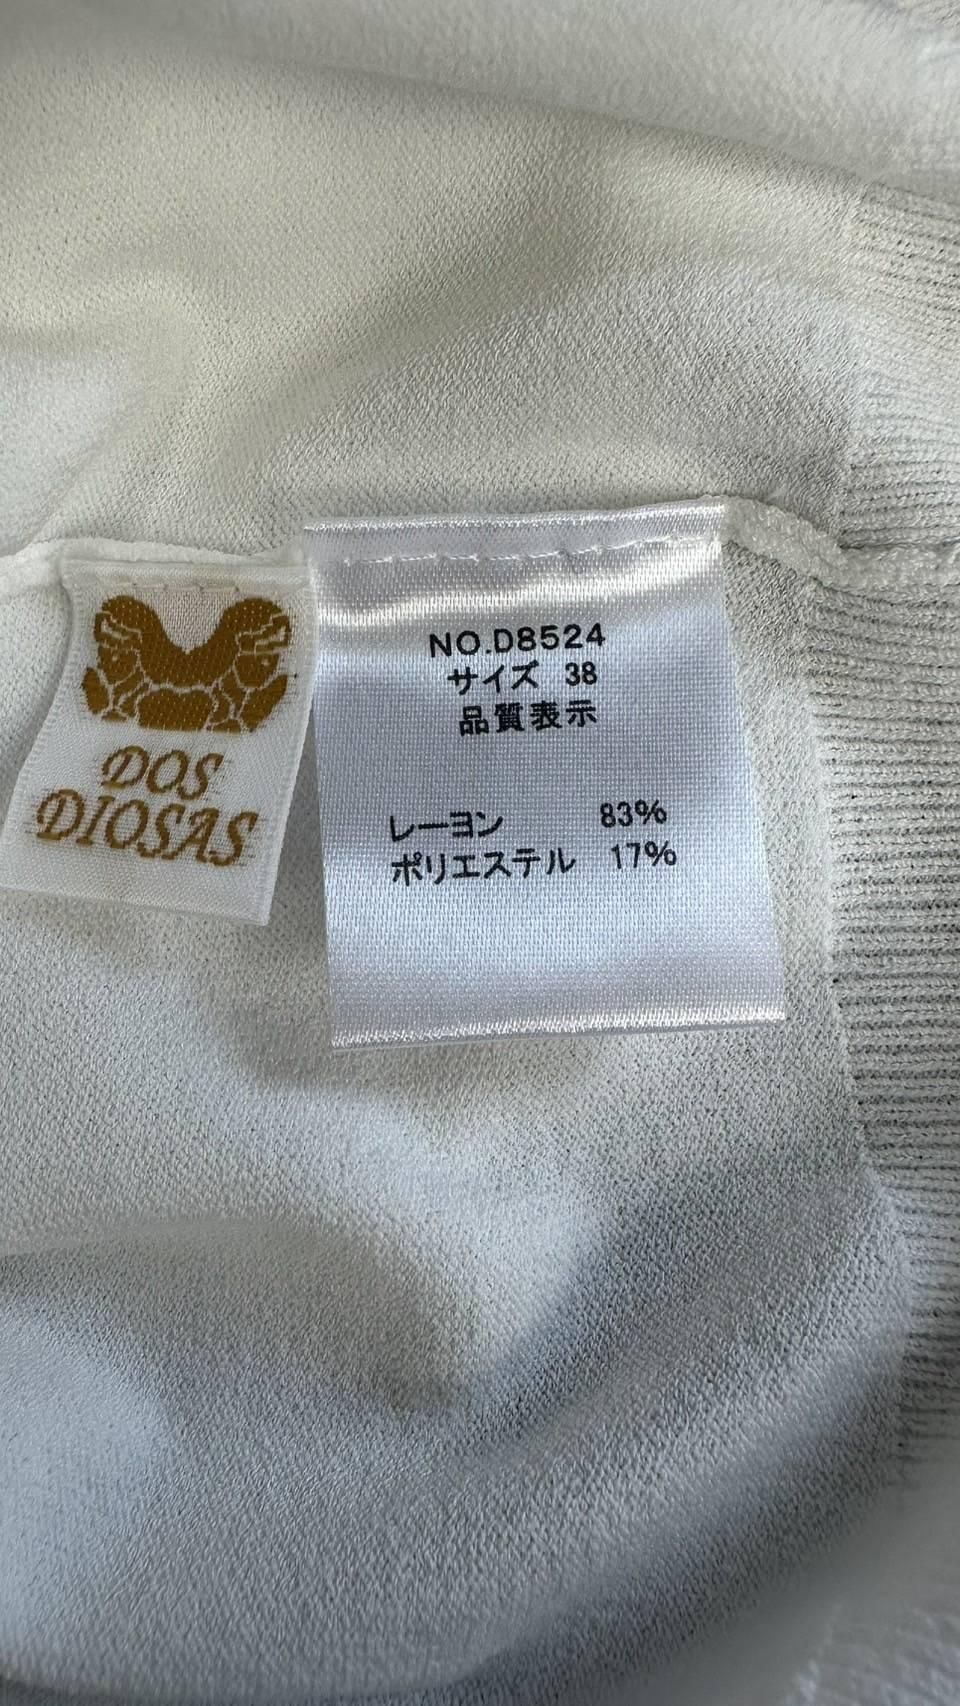 DOS
DIOSAS
NO.D8524
サイズ 38
品質表示
レーヨン 83%
ポリエステル 17%